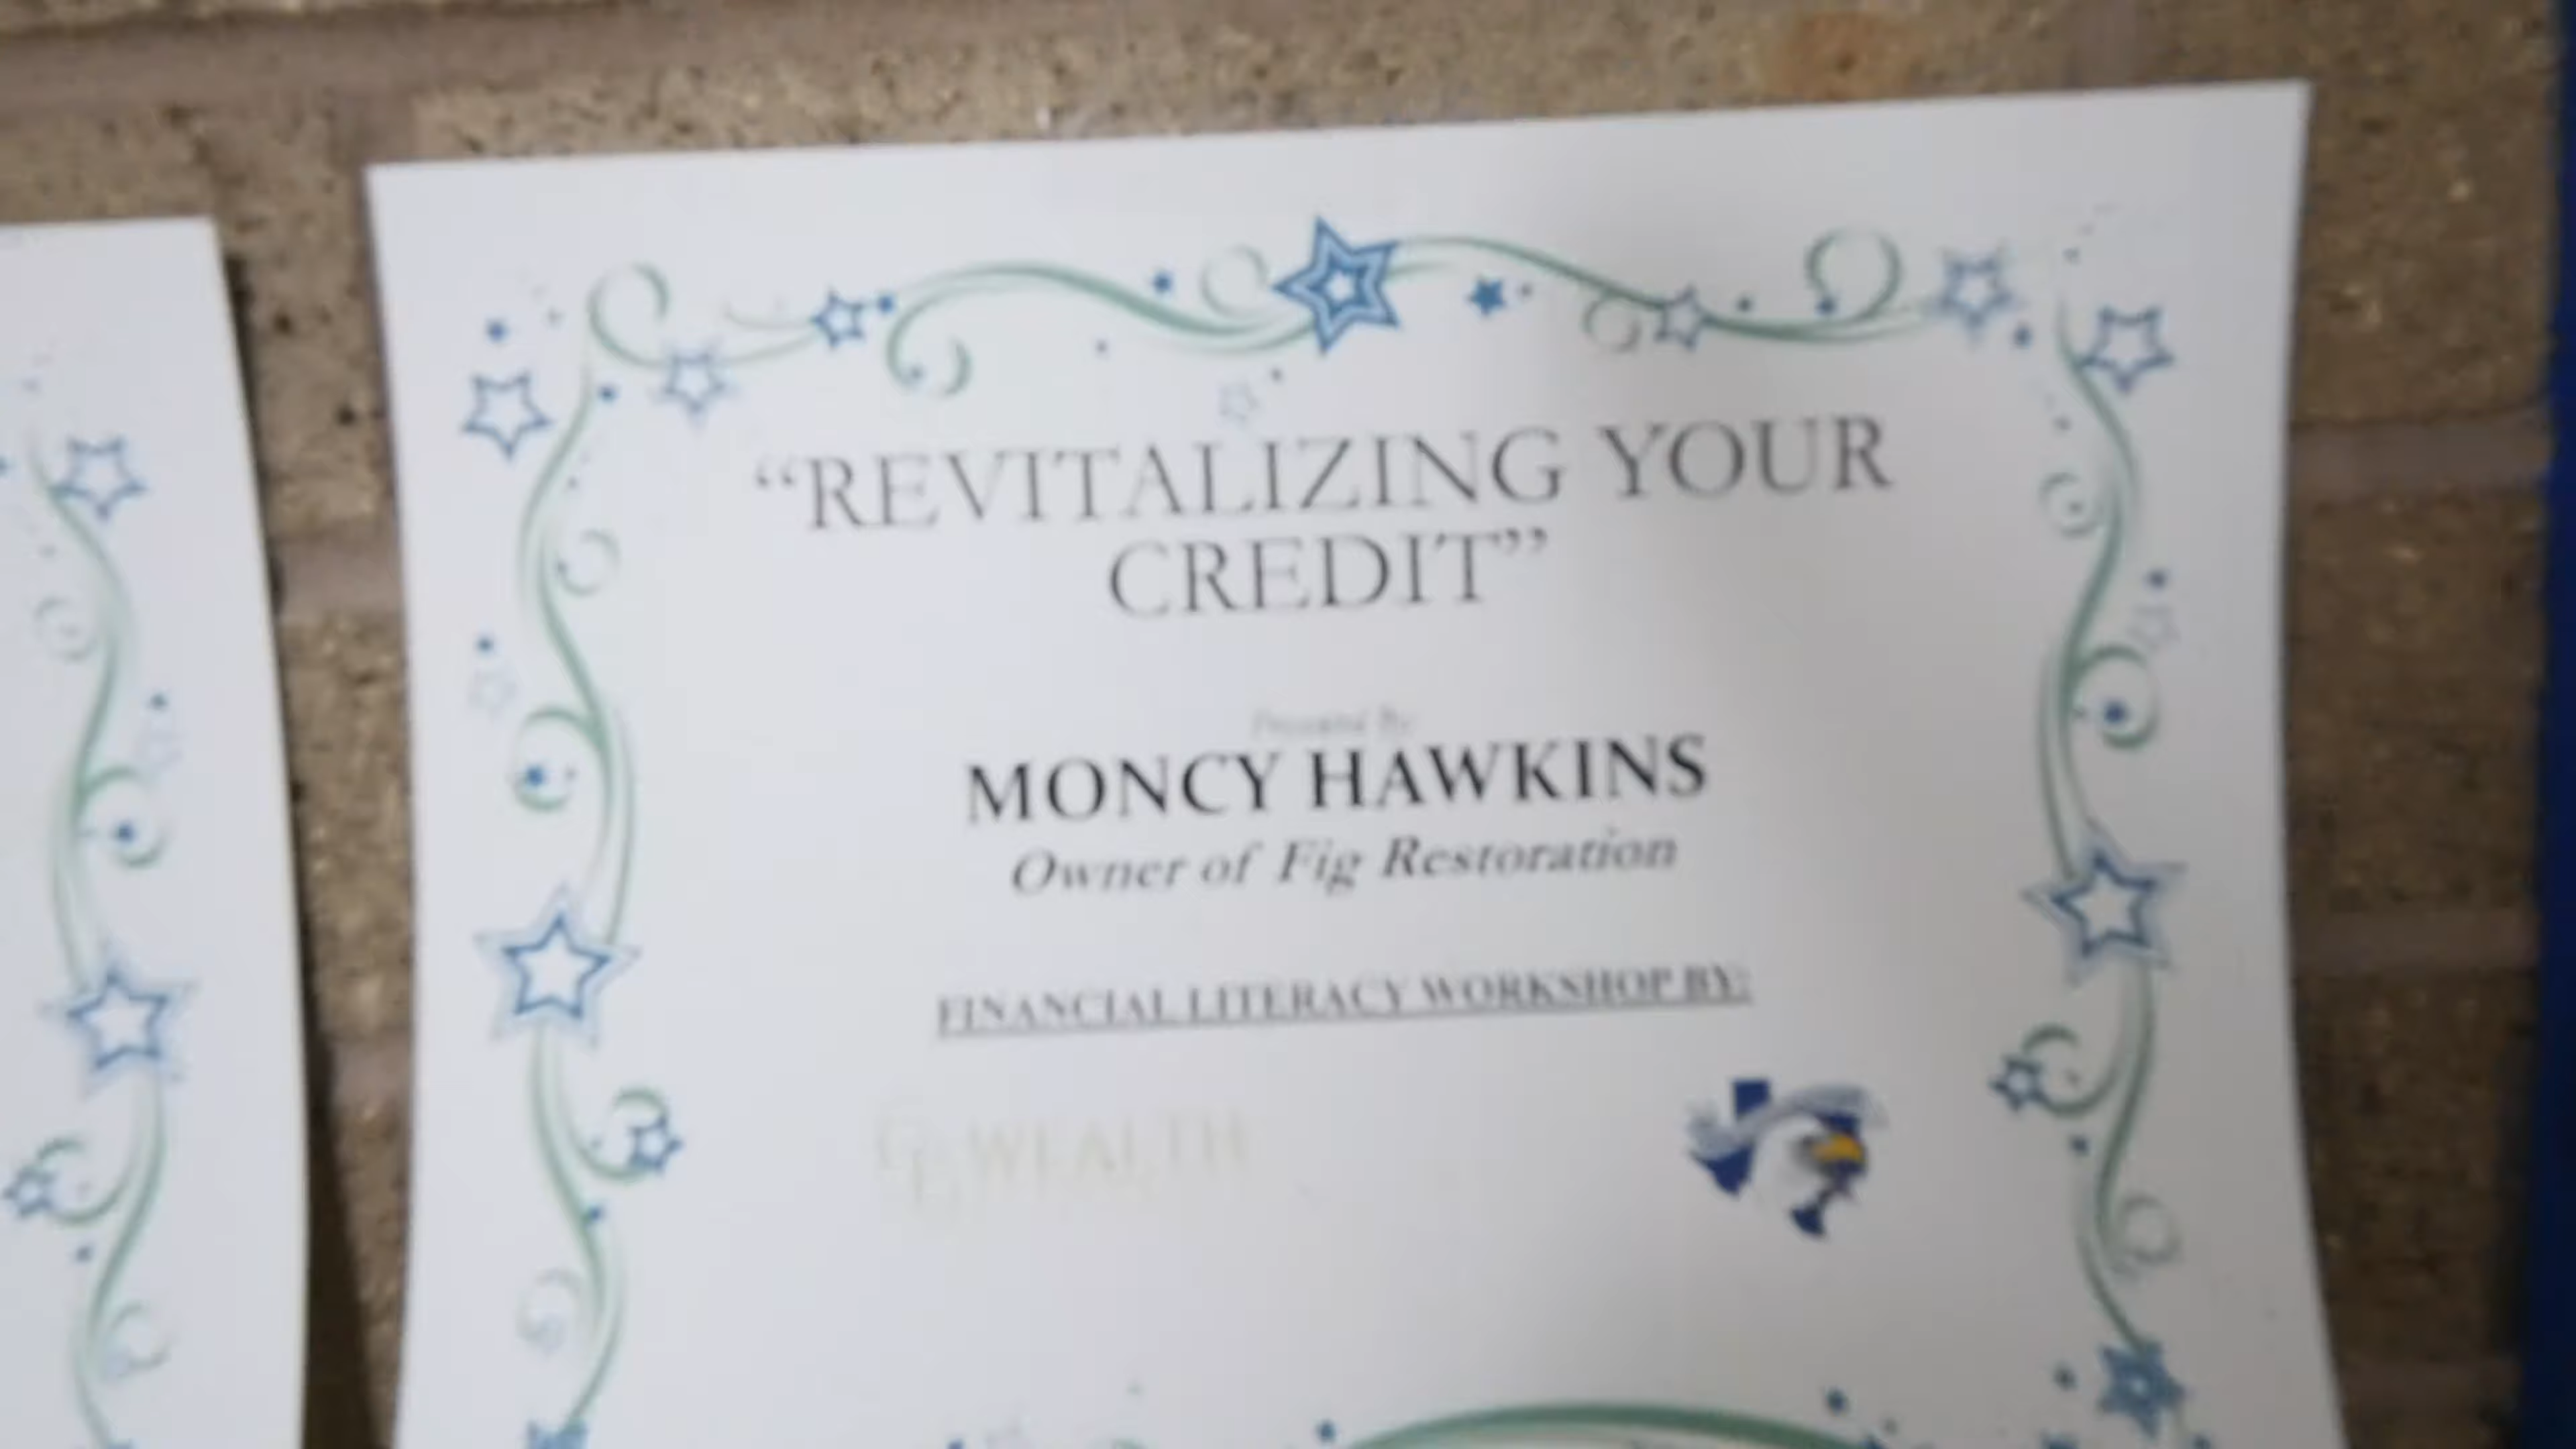 “REVITALIZING YOUR
CREDIT”
Presented By
MONCY HAWKINS
Owner of Fig Restoration
FINANCIAL LITERACY WORKSHOP BY:
WEALTH